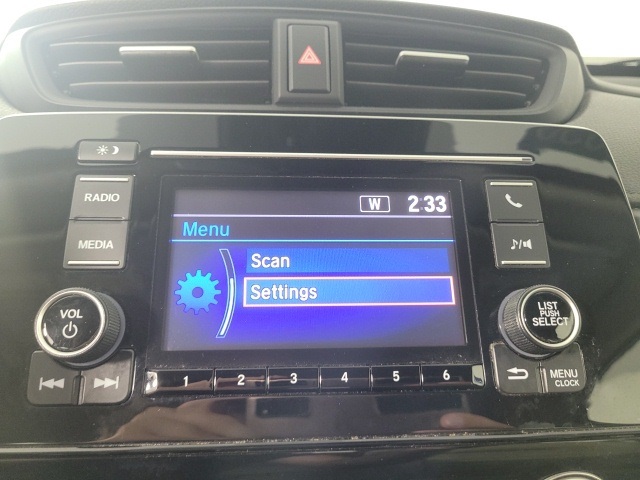 RADIO
MEDIA
VOL
W 2:33
Menu
Scan
Settings
LIST
PUSH
SELECT
MENU
CLOCK
1 2 3 4 5 6